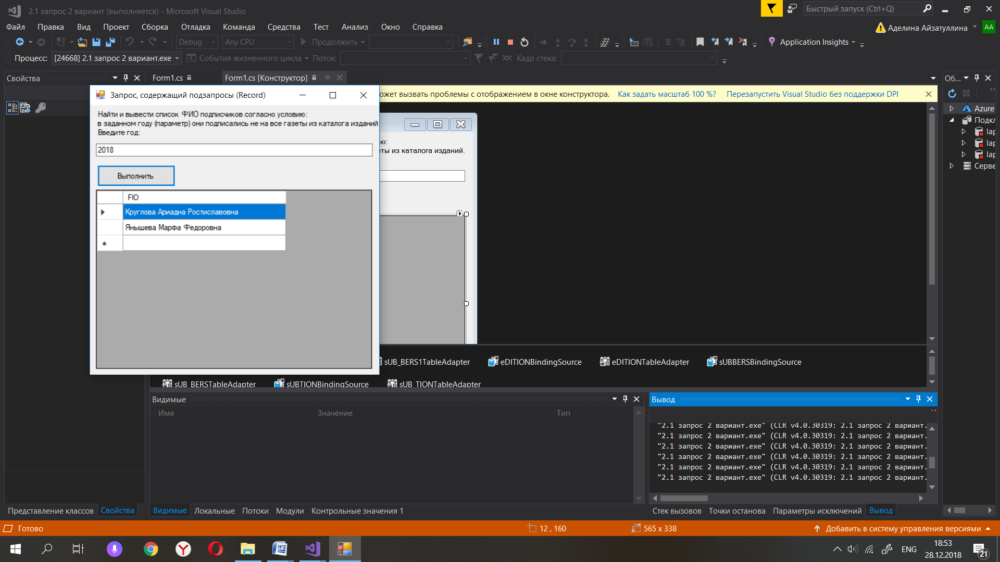 2.1 запрос 2 вариант (выполняется) - Microsoft Visual Studio
Быстрый запуск (Ctrl+Q)
Файл Правка Вид Проект Сборка Отладка Команда Средства Тест Анализ Окно Справка
Аделина Айзатуллина AA
Debug Any CPU Продолжить Application Insights
Процесс: [24668] 2.1 запрос 2 вариант.exe События жизненного цикла Поток: Кадр стека:
Свойства
Form1.cs Form1.cs [Конструктор]
Об...
Запрос, содержащий подзапросы (Record)
ожет вызвать проблемы с отображением в окне конструктора. Как задать масштаб 100 %? Перезапустить Visual Studio без поддержки DPI
Найти и вывести список ФИО подписчиков согласно условию:
в заданном году (параметр) они подписались не на все газеты из каталога изданий
Введите год:
2018
Выполнить
FIO
Круглова Ариадна Ростиславовна
Янышева Марфа Федоровна
ю:
ты из каталога изданий.
Azure
Подкл
lap
lap
lap
Серве
sUB_BERS1TableAdapter eDITIONBindingSource eDITIONTableAdapter sUBBERSBindingSource
sUB_BERSTableAdapter sUBTIONBindingSource sUB_TIONTableAdapter
Видимые
Имя Значение Тип
Вывод
"2.1 запрос 2 вариант.exe" (CLR v4.0.30319: 2.1 запрос 2 вариант.
"2.1 запрос 2 вариант.exe" (CLR v4.0.30319: 2.1 запрос 2 вариант.
"2.1 запрос 2 вариант.exe" (CLR v4.0.30319: 2.1 запрос 2 вариант.
"2.1 запрос 2 вариант.exe" (CLR v4.0.30319: 2.1 запрос 2 вариант.
"2.1 запрос 2 вариант.exe" (CLR v4.0.30319: 2.1 запрос 2 вариант.
"2.1 запрос 2 вариант.exe" (CLR v4.0.30319: 2.1 запрос 2 вариант.
Представление классов Свойства
Видимые Локальные Потоки Модули Контрольные значения 1
Стек вызовов Точки останова Параметры исключений Вывод
Готово 12 , 160 565 x 338 Добавить в систему управления версиями
ENG 18:53
28.12.2018 21